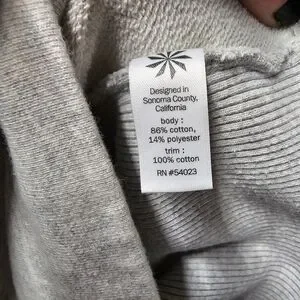 Designed in
Sonoma County,
California
body :
86% cotton,
14% polyester
trim :
100% cotton
RN #54023